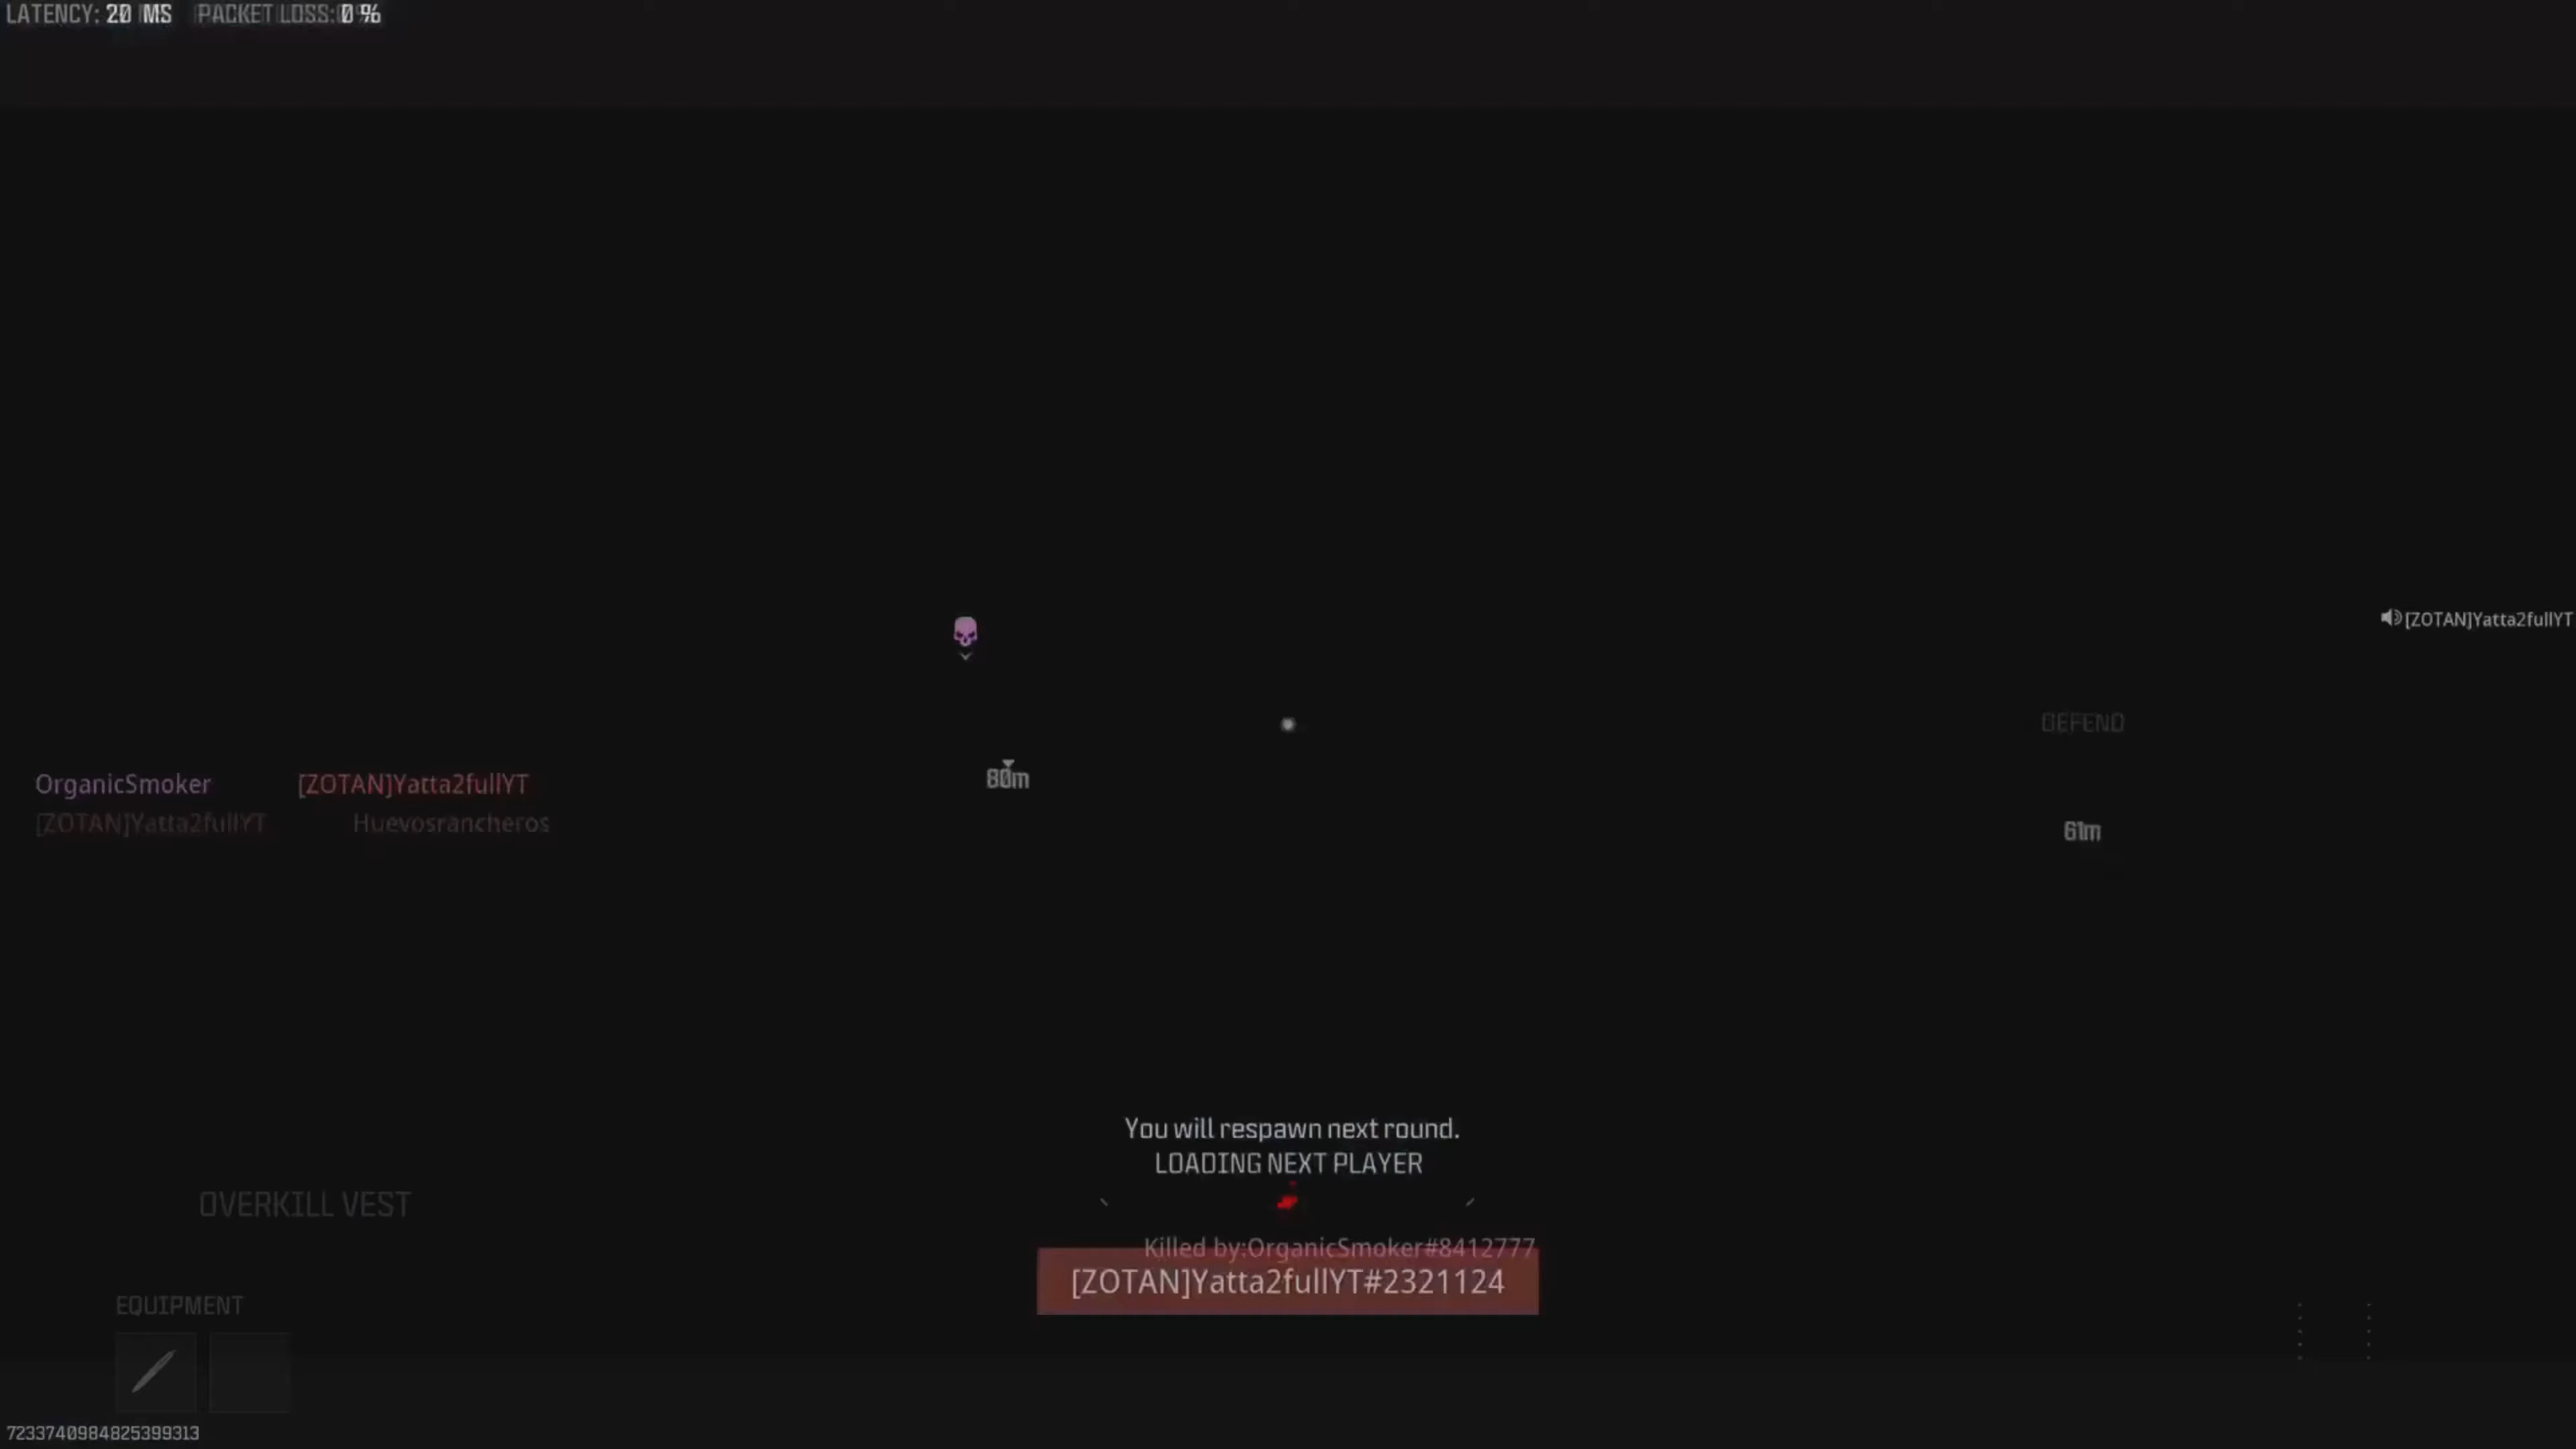 LATENCY: 20 MS PACKET LOSS: 0 %
[ZOTAN]Yatta2fullYT
DEFEND
80m
OrganicSmoker [ZOTAN]Yatta2fullYT
[ZOTAN]Yatta2fullYT Huevosrancheros
61m
You will respawn next round.
LOADING NEXT PLAYER
OVERKILL VEST
Killed by:OrganicSmoker#8412777
[ZOTAN]Yatta2fullYT#2321124
EQUIPMENT
7233740984825399313